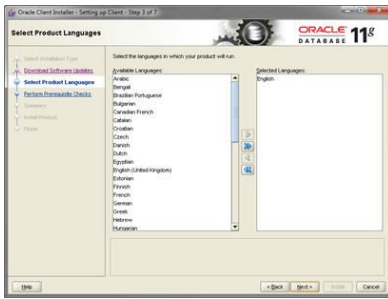 Oracle Client Installer - Setting up Client - Step 3 of 7
Select Product Languages
ORACLE
DATABASE
11g
Select Installation Type
Download Software Updates
Select Product Languages
Perform Prerequisite Checks
Summary
Install Product
Finish
Select the languages in which your product will run.
Available Languages:
Arabic
Bengali
Brazilian Portuguese
Bulgarian
Canadian French
Catalan
Croatian
Czech
Danish
Dutch
Egyptian
English (United Kingdom)
Estonian
Finnish
French
German
Greek
Hebrew
Hungarian
Selected Languages:
English
Help
< Back
Next >
Install
Cancel